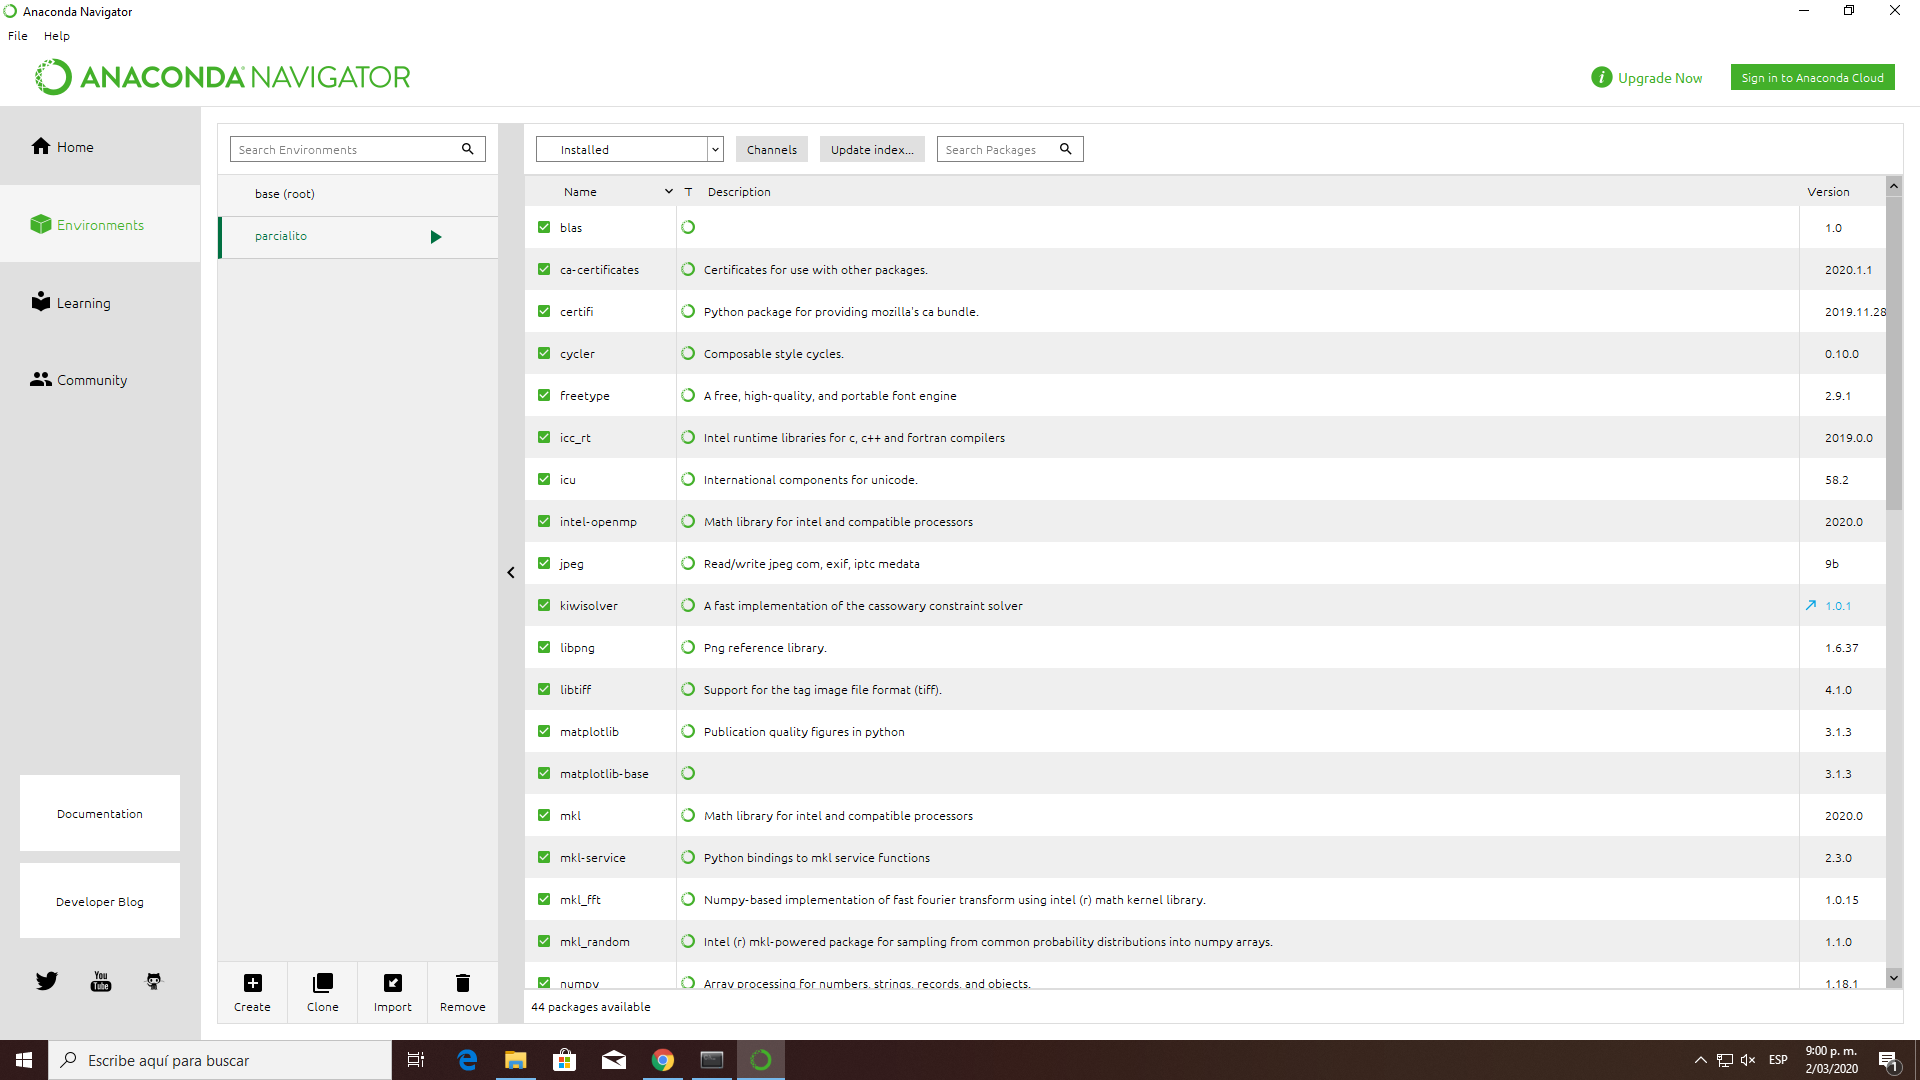 Anaconda Navigator
File Help
ANACONDA NAVIGATOR
Upgrade Now
Sign in to Anaconda Cloud
Home
Environments
Learning
Community
Documentation
Developer Blog
Search Environments
base (root)
parcialito
Create Clone Import Remove
Installed Channels Update index... Search Packages
Name T Description Version
blas 1.0
ca-certificates Certificates for use with other packages. 2020.1.1
certifi Python package for providing mozilla's ca bundle. 2019.11.28
cycler Composable style cycles. 0.10.0
freetype A free, high-quality, and portable font engine 2.9.1
icc_rt Intel runtime libraries for c, c++ and fortran compilers 2019.0.0
icu International components for unicode. 58.2
intel-openmp Math library for intel and compatible processors 2020.0
jpeg Read/write jpeg com, exif, iptc medata 9b
kiwisolver A fast implementation of the cassowary constraint solver 1.0.1
libpng Png reference library. 1.6.37
libtiff Support for the tag image file format (tiff). 4.1.0
matplotlib Publication quality figures in python 3.1.3
matplotlib-base 3.1.3
mkl Math library for intel and compatible processors 2020.0
mkl-service Python bindings to mkl service functions 2.3.0
mkl_fft Numpy-based implementation of fast fourier transform using intel (r) math kernel library. 1.0.15
mkl_random Intel (r) mkl-powered package for sampling from common probability distributions into numpy arrays. 1.1.0
numpy Array processing for numbers, strings, records, and objects. 1.18.1
44 packages available
Escribe aquí para buscar
ESP
9:00 p. m.
2/03/2020
1
You
Tube